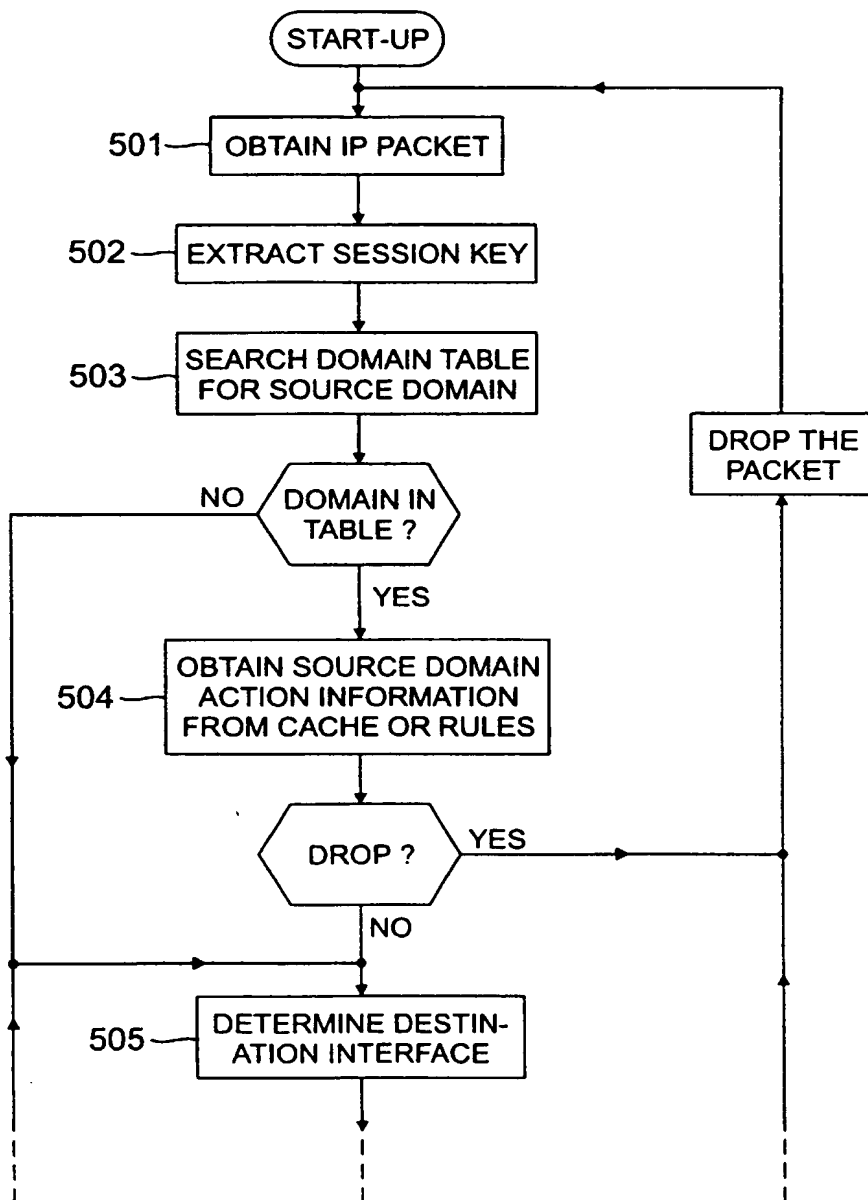 START-UP
501
OBTAIN IP PACKET
502
EXTRACT SESSION KEY
503
SEARCH DOMAIN TABLE
FOR SOURCE DOMAIN
DROP THE
PACKET
NO
DOMAIN IN
TABLE ?
YES
504
OBTAIN SOURCE DOMAIN
ACTION INFORMATION
FROM CACHE OR RULES
DROP ?
YES
NO
505
DETERMINE DESTIN-
ATION INTERFACE